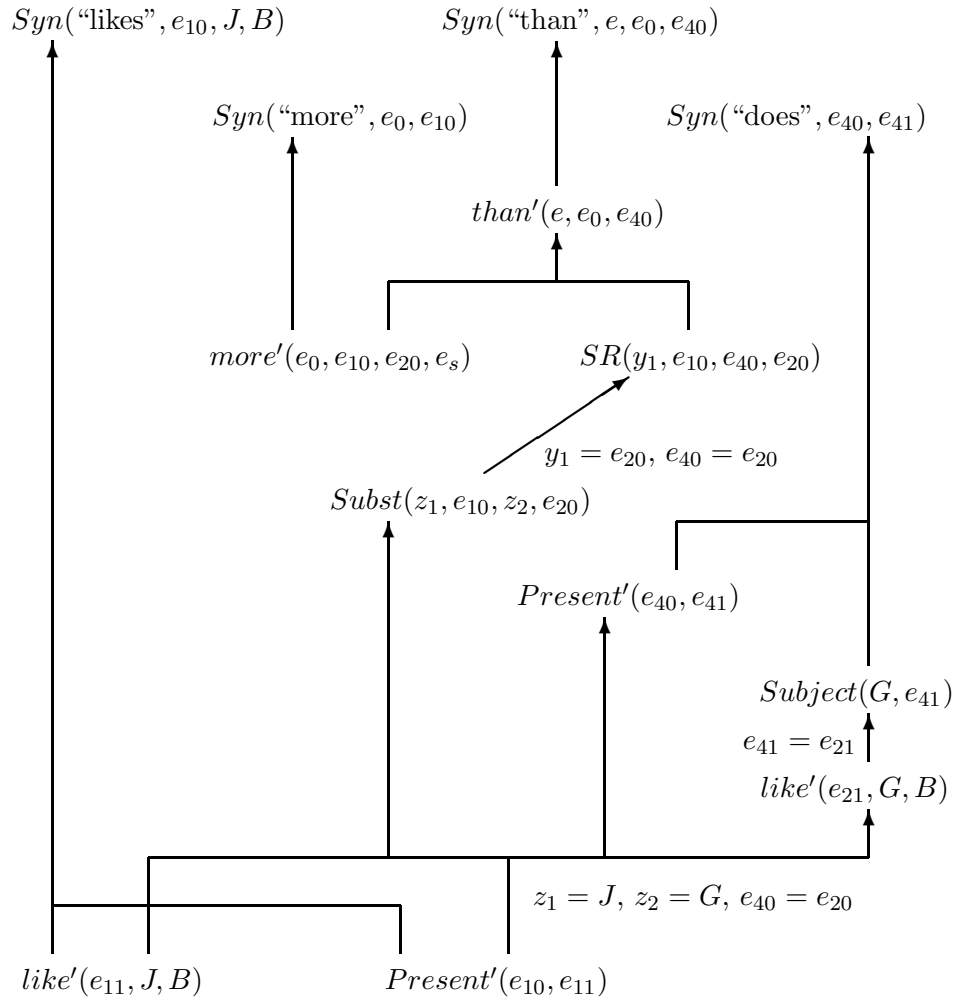 Syn(“likes”, e₁₀, J, B) Syn(“than”, e, e₀, e₄₀)
Syn(“more”, e₀, e₁₀) Syn(“does”, e₄₀, e₄₁)
than′(e, e₀, e₄₀)
more′(e₀, e₁₀, e₂₀, eₛ) SR(y₁, e₁₀, e₄₀, e₂₀)
y₁ = e₂₀, e₄₀ = e₂₀
Subst(z₁, e₁₀, z₂, e₂₀)
Present′(e₄₀, e₄₁)
Subject(G, e₄₁)
e₄₁ = e₂₁
like′(e₂₁, G, B)
z₁ = J, z₂ = G, e₄₀ = e₂₀
like′(e₁₁, J, B) Present′(e₁₀, e₁₁)